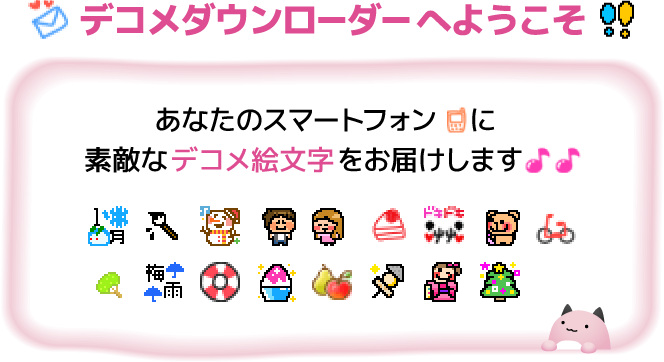 デコメダウンローダーへようこそ
あなたのスマートフォンに
素敵なデコメ絵文字をお届けします
月
ドキドキ
梅
雨